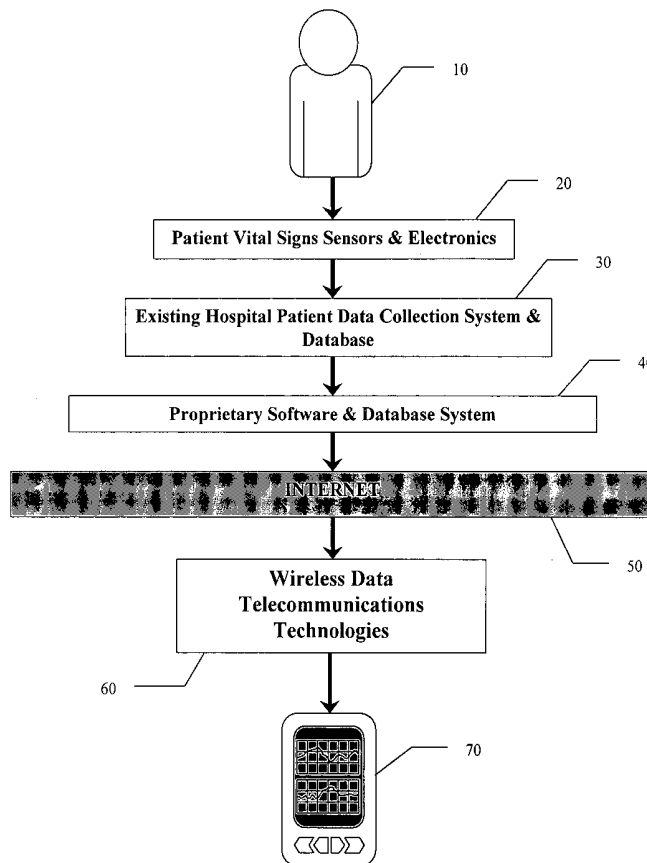 10
20
Patient Vital Signs Sensors & Electronics
30
Existing Hospital Patient Data Collection System &
Database
40
Proprietary Software & Database System
INTERNET
50
Wireless Data
Telecommunications
Technologies
60
70